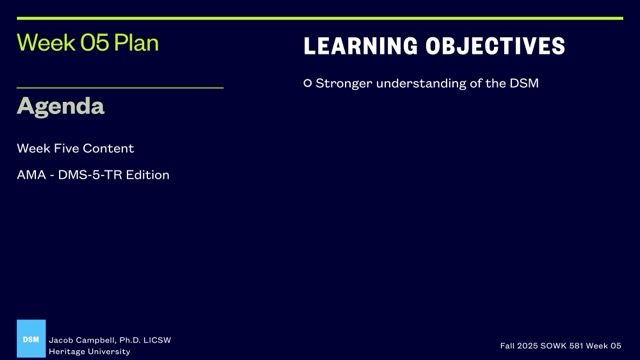 Week 05 Plan
Agenda
Week Five Content
AMA - DMS-5-TR Edition
LEARNING OBJECTIVES
Stronger understanding of the DSM
DSM
Jacob Campbell, Ph.D. LICSW
Heritage University
Fall 2025 SOWK 581 Week 05